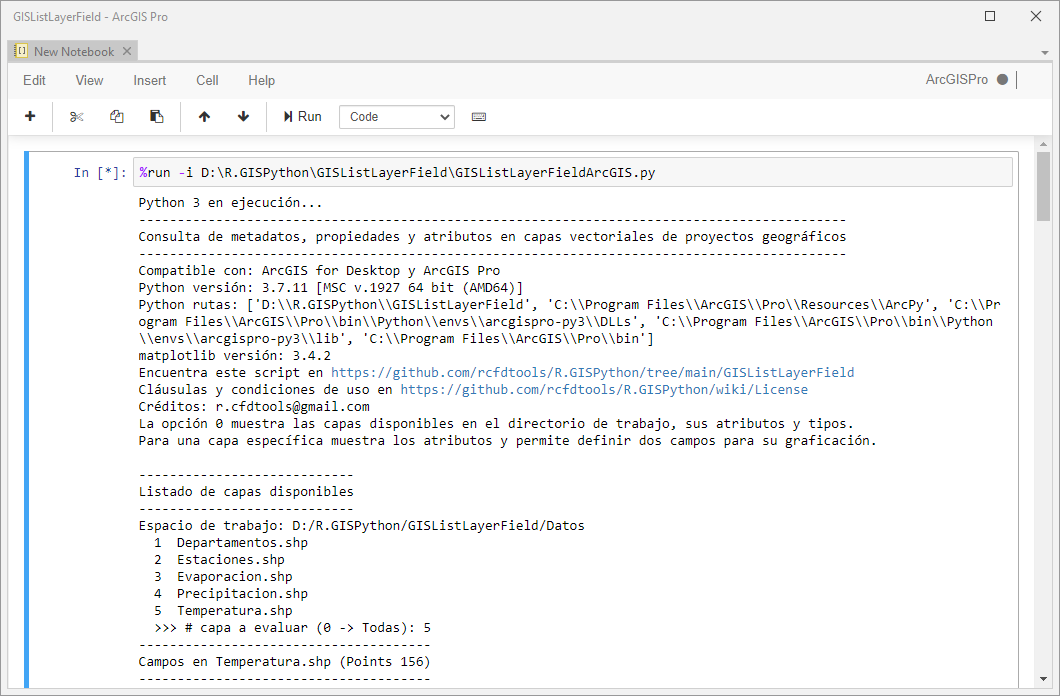 GISListLayerField - ArcGIS Pro
New Notebook
Edit View Insert Cell Help ArcGISPro
Run Code
In [*]: %run -i D:\R.GISPython\GISListLayerField\GISListLayerFieldArcGIS.py
Python 3 en ejecución...
--------------------------------------------------------------------------------------------
Consulta de metadatos, propiedades y atributos en capas vectoriales de proyectos geográficos
--------------------------------------------------------------------------------------------
Compatible con: ArcGIS for Desktop y ArcGIS Pro
Python versión: 3.7.11 [MSC v.1927 64 bit (AMD64)]
Python rutas: ['D:\\R.GISPython\\GISListLayerField', 'C:\\Program Files\\ArcGIS\\Pro\\Resources\\ArcPy', 'C:\\Pr
ogram Files\\ArcGIS\\Pro\\bin\\Python\\envs\\arcgispro-py3\\DLLs', 'C:\\Program Files\\ArcGIS\\Pro\\bin\\Python
\\envs\\arcgispro-py3\\lib', 'C:\\Program Files\\ArcGIS\\Pro\\bin']
matplotlib versión: 3.4.2
Encuentra este script en https://github.com/rcfdtools/R.GISPython/tree/main/GISListLayerField
Cláusulas y condiciones de uso en https://github.com/rcfdtools/R.GISPython/wiki/License
Créditos: r.cfdtools@gmail.com
La opción 0 muestra las capas disponibles en el directorio de trabajo, sus atributos y tipos.
Para una capa específica muestra los atributos y permite definir dos campos para su graficación.
----------------------------
Listado de capas disponibles
----------------------------
Espacio de trabajo: D:/R.GISPython/GISListLayerField/Datos
1 Departamentos.shp
2 Estaciones.shp
3 Evaporacion.shp
4 Precipitacion.shp
5 Temperatura.shp
>>> # capa a evaluar (0 -> Todas): 5
--------------------------------------
Campos en Temperatura.shp (Points 156)
--------------------------------------